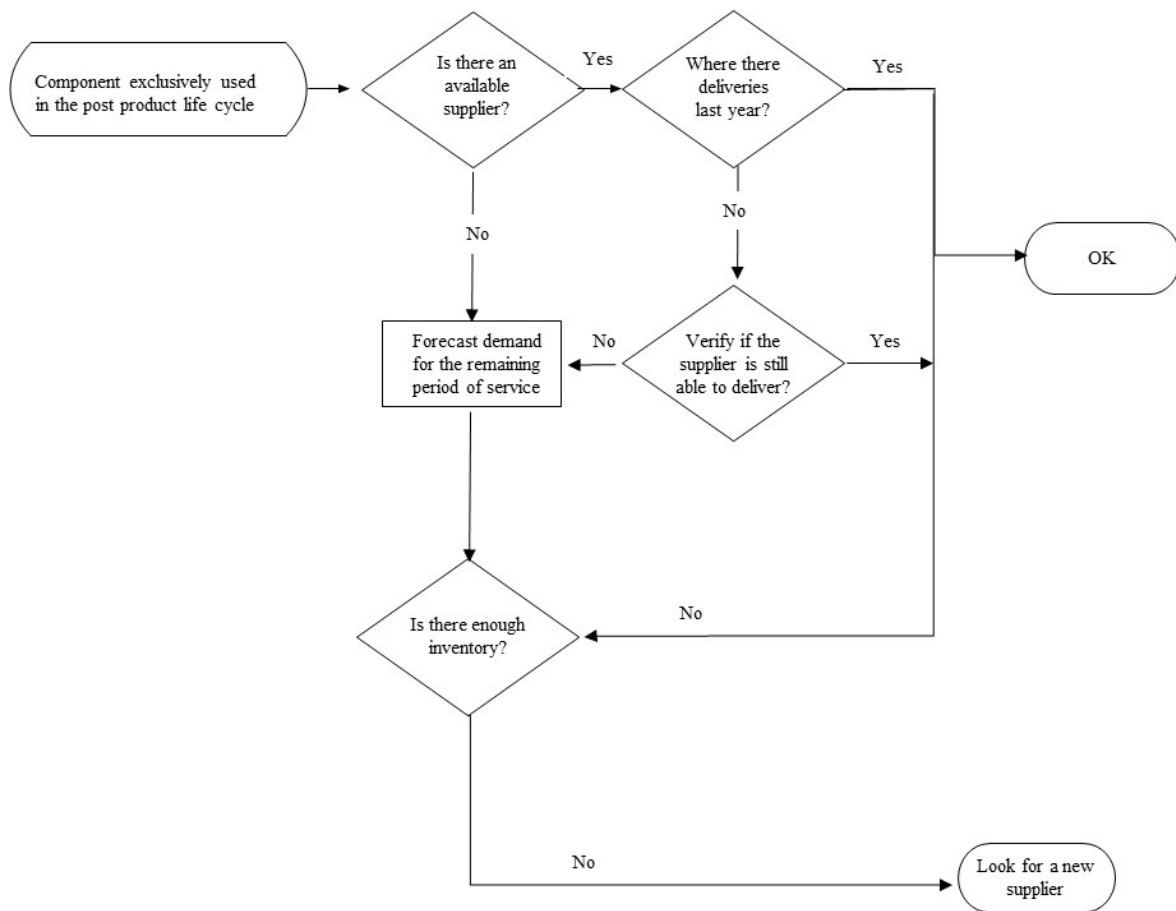 Component exclusively used
in the post product life cycle
Is there an
available
supplier?
Yes
Where there
deliveries
last year?
Yes
No
No
OK
Forecast demand
for the remaining
period of service
No
Verify if the
supplier is still
able to deliver?
Yes
Is there enough
inventory?
No
No
Look for a new
supplier